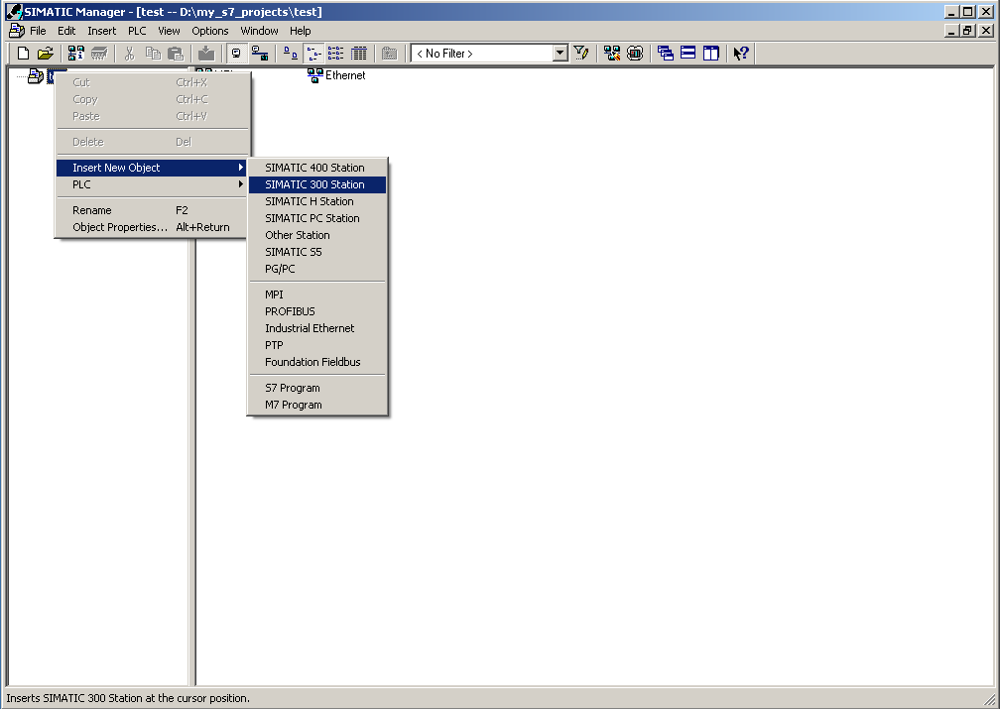 SIMATIC Manager - [test -- D:\my_s7_projects\test]
File Edit Insert PLC View Options Window Help
< No Filter >
Ethernet
Cut Ctrl+X
Copy Ctrl+C
Paste Ctrl+V
Delete Del
Insert New Object
PLC
Rename F2
Object Properties... Alt+Return
SIMATIC 400 Station
SIMATIC 300 Station
SIMATIC H Station
SIMATIC PC Station
Other Station
SIMATIC S5
PG/PC
MPI
PROFIBUS
Industrial Ethernet
PTP
Foundation Fieldbus
S7 Program
M7 Program
Inserts SIMATIC 300 Station at the cursor position.